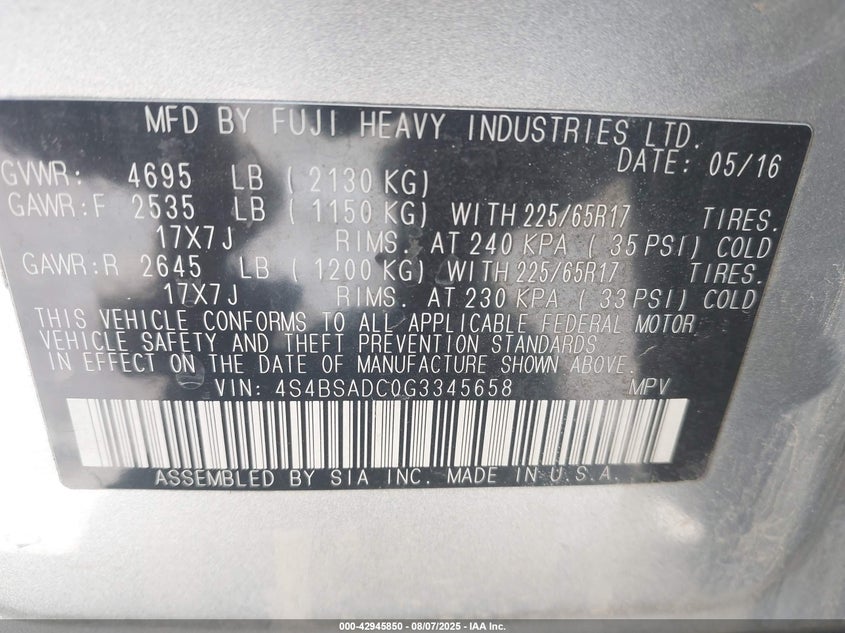 MFD BY FUJI HEAVY INDUSTRIES LTD.
DATE: 05/16
GVWR: 4695 LB ( 2130 KG)
GAWR:F 2535 LB ( 1150 KG) WITH 225/65R17 TIRES.
17X7J RIMS. AT 240 KPA ( 35 PSI) COLD
GAWR:R 2645 LB ( 1200 KG) WITH 225/65R17 TIRES.
17X7J RIMS. AT 230 KPA ( 33 PSI) COLD
THIS VEHICLE CONFORMS TO ALL APPLICABLE FEDERAL MOTOR
VEHICLE SAFETY AND THEFT PREVENTION STANDARDS
IN EFFECT ON THE DATE OF MANUFACTURE SHOWN ABOVE.
VIN: 4S4BSADC0G3345658 MPV
ASSEMBLED BY SIA INC. MADE IN U.S.A.
000-42945850 - 08/07/2025 - IAA Inc.